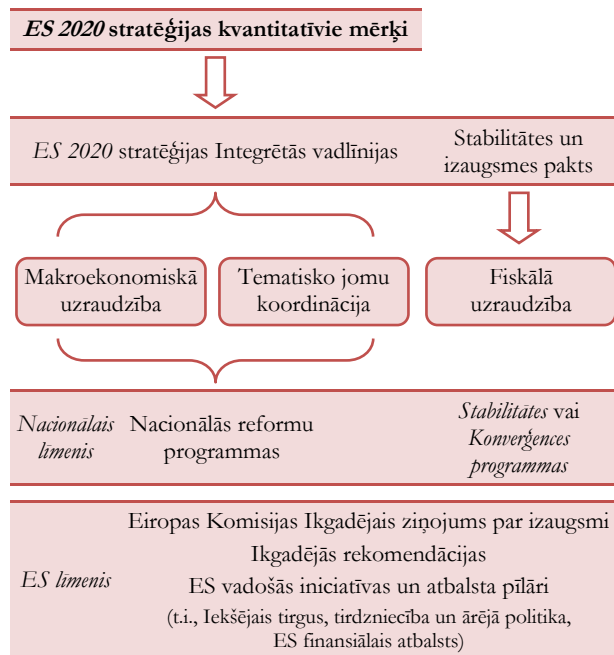 ES 2020 stratēģijas kvantitatīvie mērķi
ES 2020 stratēģijas Integrētās vadlīnijas
Stabilitātes un
izaugsmes pakts
Makroekonomiskā
uzraudzība
Tematisko jomu
koordinācija
Fiskālā
uzraudzība
Nacionālais
līmenis
Nacionālās reformu
programmas
Stabilitātes vai
Konverģences
programmas
ES līmenis
Eiropas Komisijas Ikgadējais ziņojums par izaugsmi
Ikgadējās rekomendācijas
ES vadošās iniciatīvas un atbalsta pīlāri
(t.i., Iekšējais tirgus, tirdzniecība un ārējā politika,
ES finansiālais atbalsts)